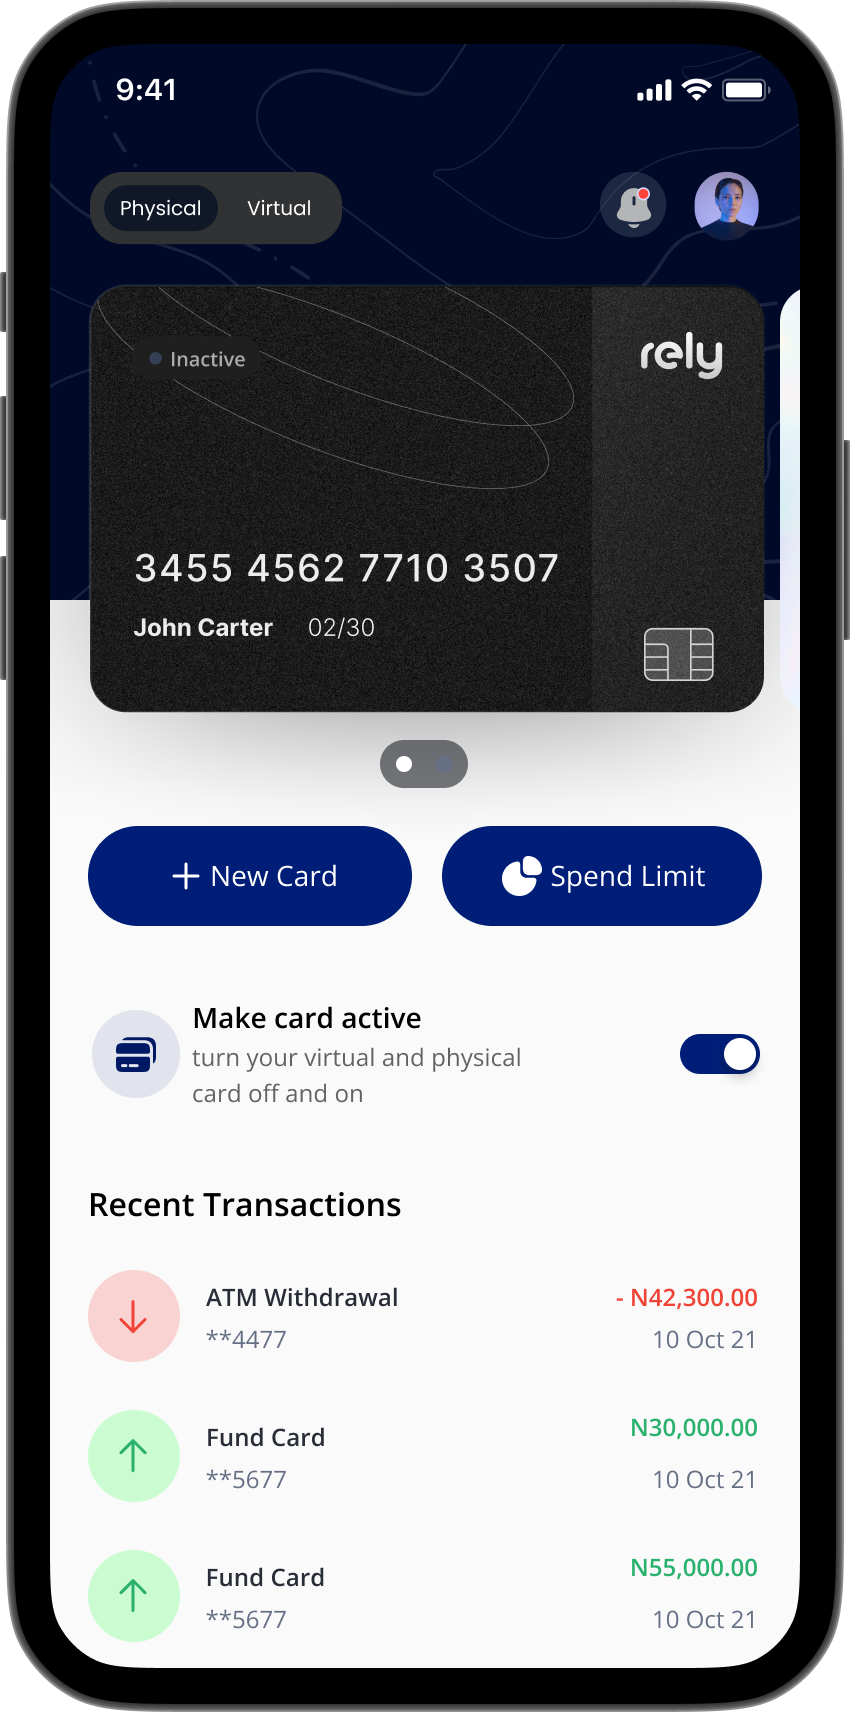 9:41
Physical Virtual
Inactive
rely
3455 4562 7710 3507
John Carter 02/30
New Card
Spend Limit
Make card active
turn your virtual and physical
card off and on
Recent Transactions
ATM Withdrawal - N42,300.00
**4477 10 Oct 21
Fund Card N30,000.00
**5677 10 Oct 21
Fund Card N55,000.00
**5677 10 Oct 21